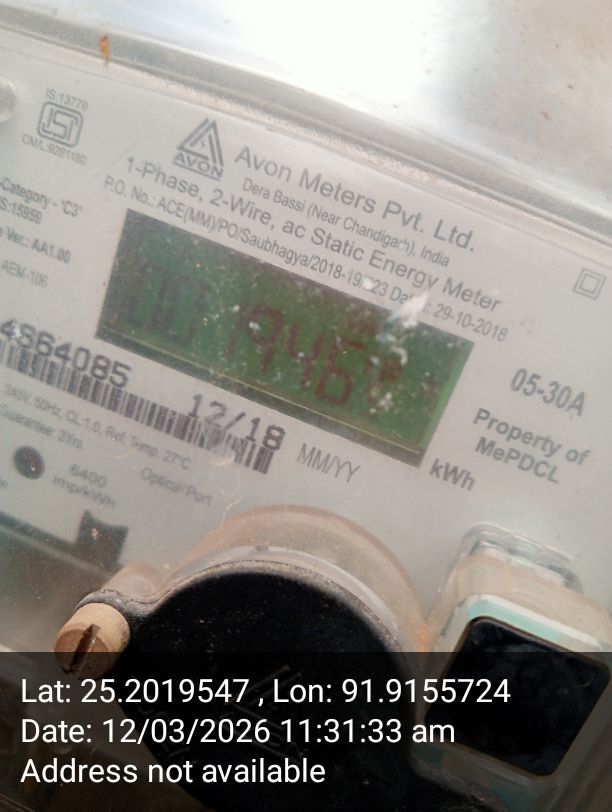 IS:13779
CM/L:9281180
AVON
Avon Meters Pvt. Ltd.
Dera Bassi (Near Chandigarh), India
1-Phase, 2-Wire, ac Static Energy Meter
P.O. No.: ACE(MM)/PO/Saubhagya/2018-19/ 29-10-2018
-Category - 'C3'
IS:15959
Ver.: AA1.00
AEM-106
001946
kWh
05-30A
Property of
MePDCL
4664085
12/18
MM/YY
240V, 50Hz, CL:1.0, Ref. Temp. 27°C
Guarantee: 3Yrs.
6400
imp/kWh
Optical Port
Lat: 25.2019547 , Lon: 91.9155724
Date: 12/03/2026 11:31:33 am
Address not available